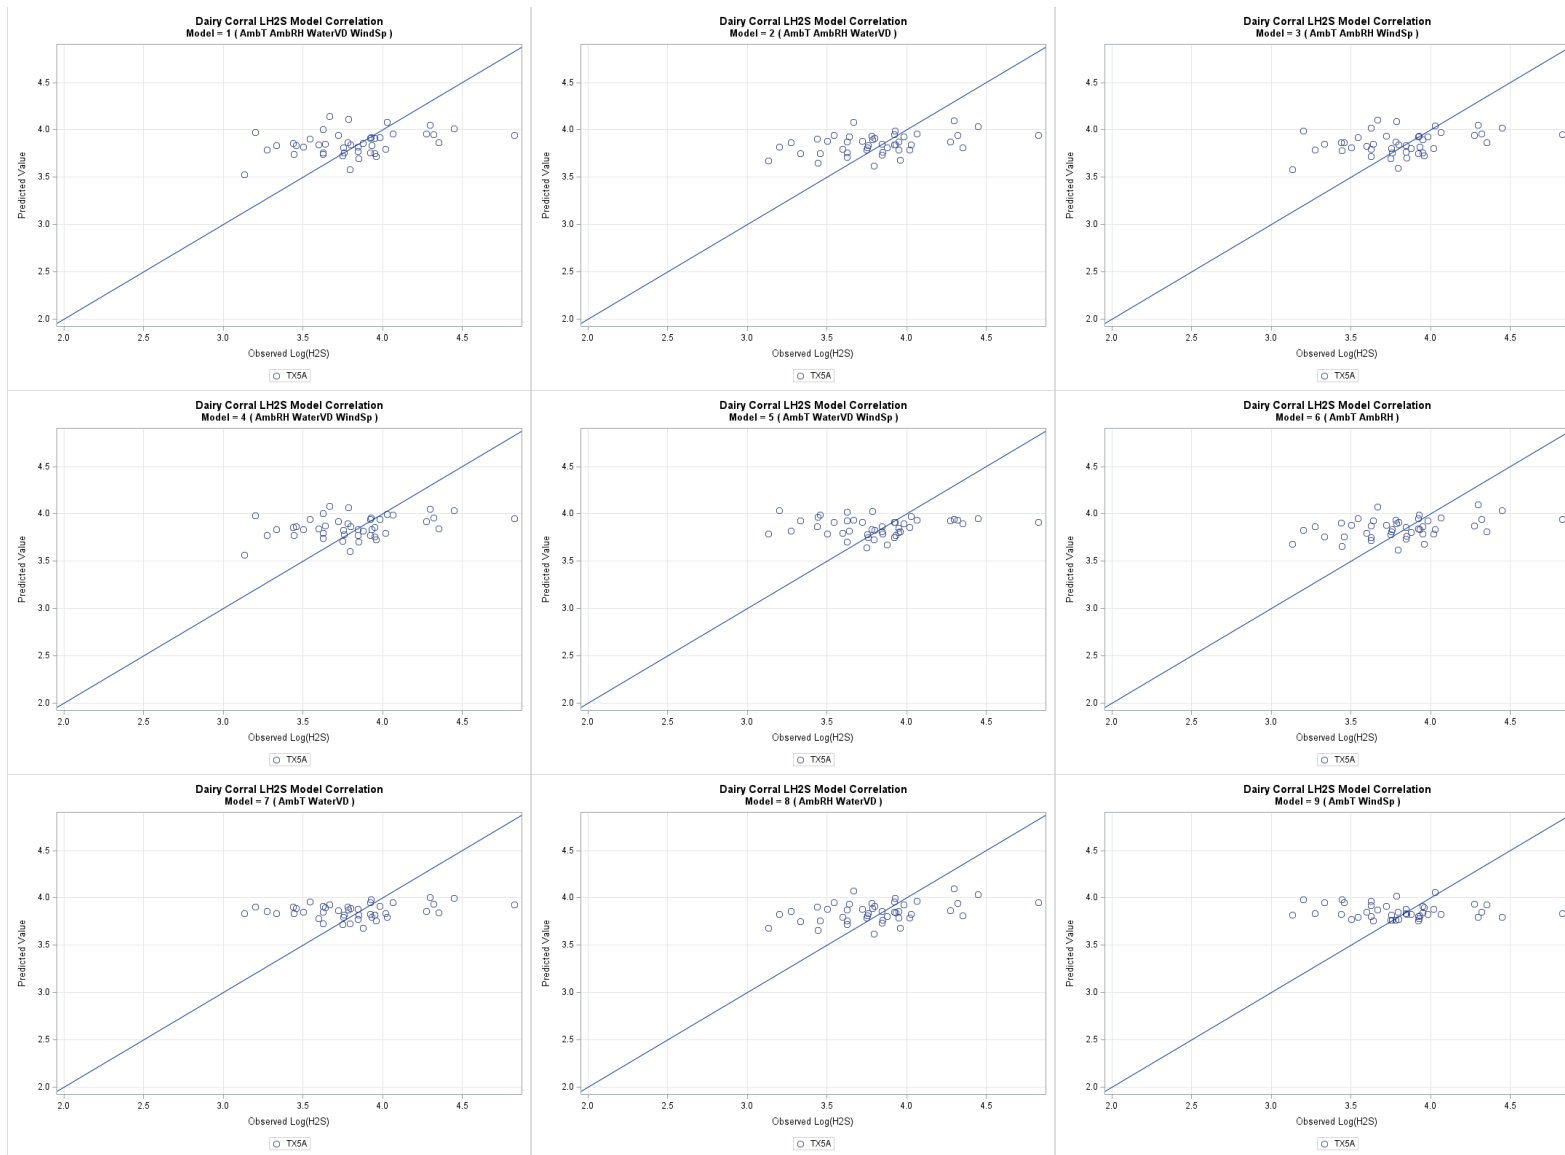 Dairy Corral LH2S Model Correlation
Model = 1 ( AmbT AmbRH WaterVD WindSp )
Predicted Value
4.5
4.0
3.5
3.0
2.5
2.0
2.0 2.5 3.0 3.5 4.0 4.5
Observed Log(H2S)
TX5A
Dairy Corral LH2S Model Correlation
Model = 2 ( AmbT AmbRH WaterVD )
Predicted Value
4.5
4.0
3.5
3.0
2.5
2.0
2.0 2.5 3.0 3.5 4.0 4.5
Observed Log(H2S)
TX5A
Dairy Corral LH2S Model Correlation
Model = 3 ( AmbT AmbRH WindSp )
Predicted Value
4.5
4.0
3.5
3.0
2.5
2.0
2.0 2.5 3.0 3.5 4.0 4.5
Observed Log(H2S)
TX5A
Dairy Corral LH2S Model Correlation
Model = 4 ( AmbRH WaterVD WindSp )
Predicted Value
4.5
4.0
3.5
3.0
2.5
2.0
2.0 2.5 3.0 3.5 4.0 4.5
Observed Log(H2S)
TX5A
Dairy Corral LH2S Model Correlation
Model = 5 ( AmbT WaterVD WindSp )
Predicted Value
4.5
4.0
3.5
3.0
2.5
2.0
2.0 2.5 3.0 3.5 4.0 4.5
Observed Log(H2S)
TX5A
Dairy Corral LH2S Model Correlation
Model = 6 ( AmbT AmbRH )
Predicted Value
4.5
4.0
3.5
3.0
2.5
2.0
2.0 2.5 3.0 3.5 4.0 4.5
Observed Log(H2S)
TX5A
Dairy Corral LH2S Model Correlation
Model = 7 ( AmbT WaterVD )
Predicted Value
4.5
4.0
3.5
3.0
2.5
2.0
2.0 2.5 3.0 3.5 4.0 4.5
Observed Log(H2S)
TX5A
Dairy Corral LH2S Model Correlation
Model = 8 ( AmbRH WaterVD )
Predicted Value
4.5
4.0
3.5
3.0
2.5
2.0
2.0 2.5 3.0 3.5 4.0 4.5
Observed Log(H2S)
TX5A
Dairy Corral LH2S Model Correlation
Model = 9 ( AmbT WindSp )
Predicted Value
4.5
4.0
3.5
3.0
2.5
2.0
2.0 2.5 3.0 3.5 4.0 4.5
Observed Log(H2S)
TX5A